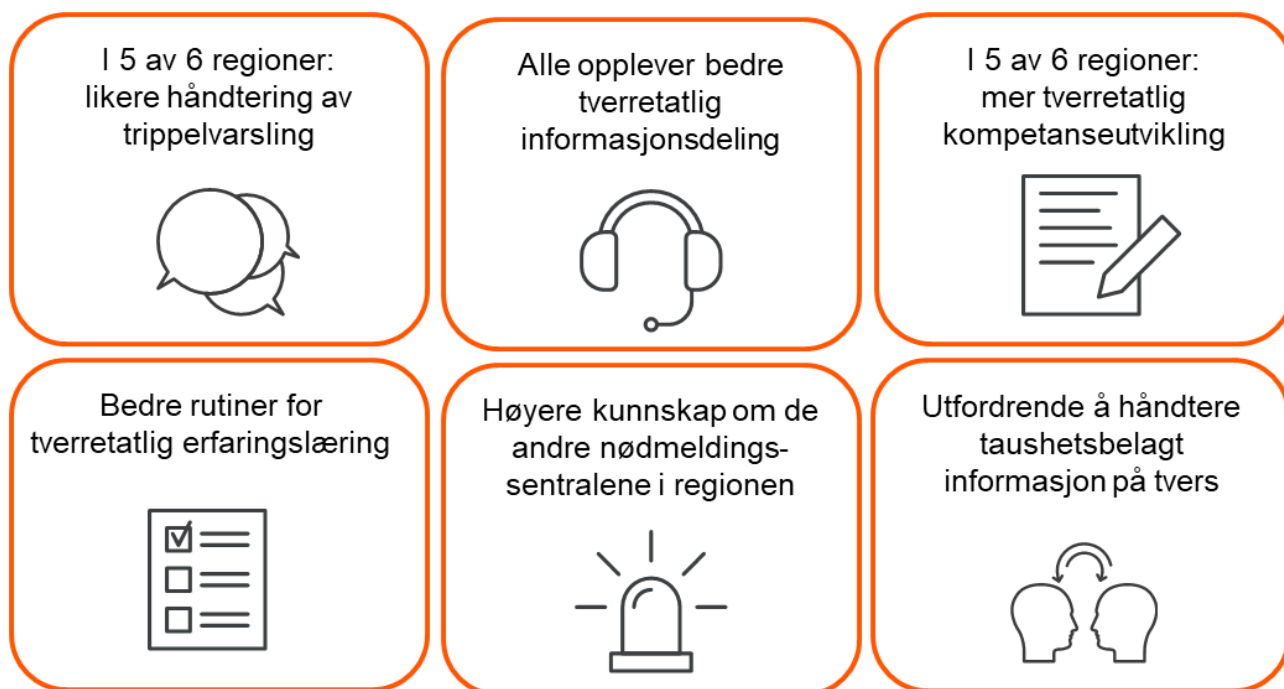 I 5 av 6 regioner:
likere håndtering av
trippelvarsling
Alle opplever bedre
tverretatlig
informasjonsdeling
I 5 av 6 regioner:
mer tverretatlig
kompetanseutvikling
Bedre rutiner for
tverretatlig erfaringslæring
Høyere kunnskap om de
andre nødmeldings-
sentralene i regionen
Utfordrende å håndtere
taushetsbelagt
informasjon på tvers